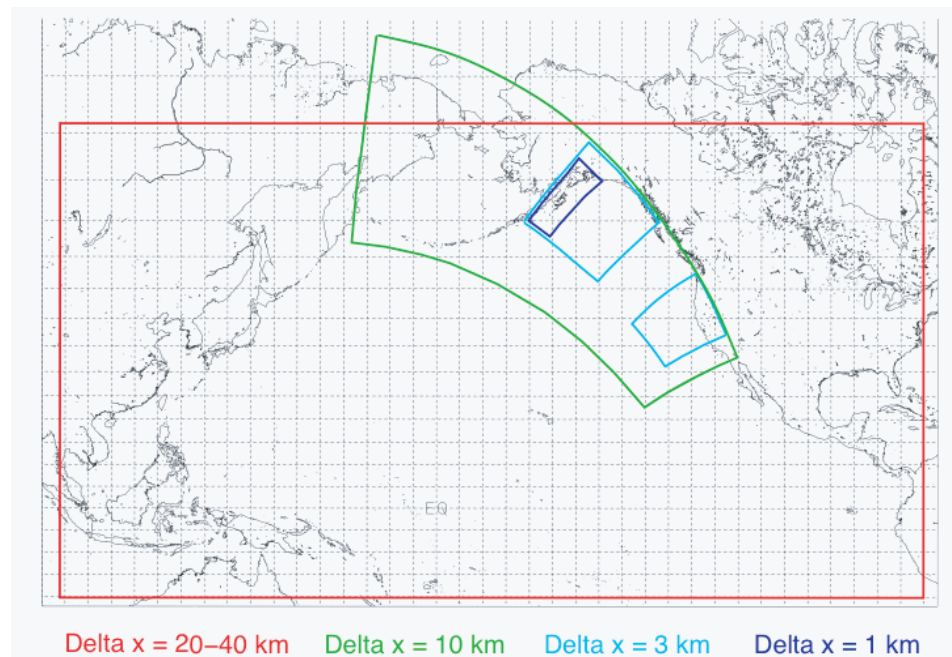 EQ
Delta x = 20–40 km Delta x = 10 km Delta x = 3 km Delta x = 1 km